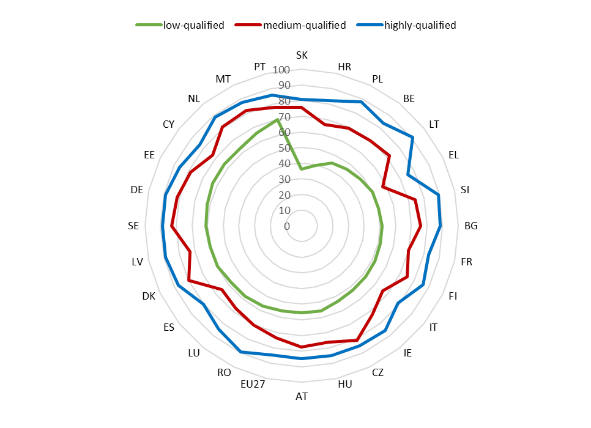 low-qualified medium-qualified highly-qualified
SK
PT HR
MT PL
NL BE
CY LT
EE EL
DE SI
SE BG
LV FR
DK FI
ES IT
LU IE
RO CZ
EU27 HU
AT
100
90
80
70
60
50
40
30
20
10
0